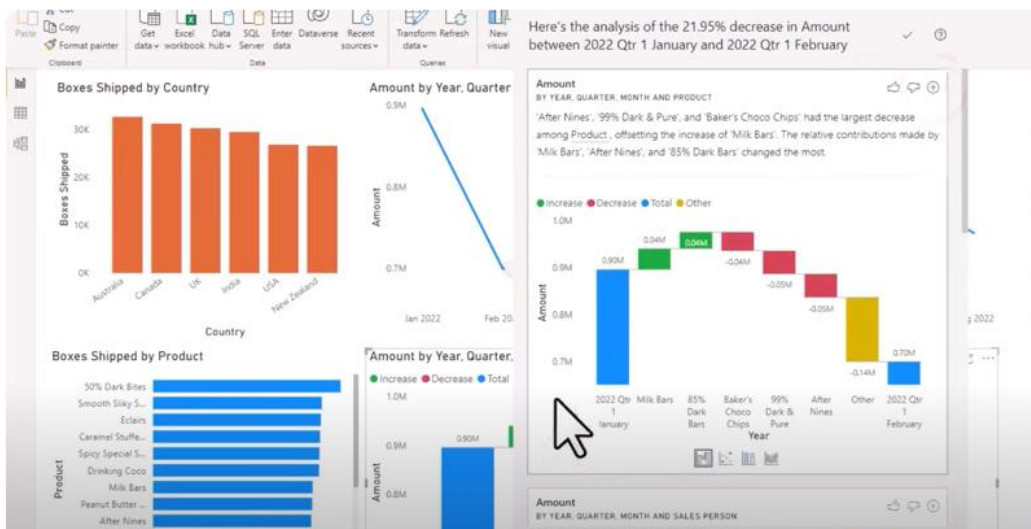 Cut
Paste
Copy
Format painter
Clipboard
Get data
Excel workbook
Data hub
SQL Server
Enter data
Dataverse
Recent sources
Data
Transform data
Refresh
Queries
New visual
Boxes Shipped by Country
Boxes Shipped
30K
20K
10K
0K
Australia
Canada
UK
India
USA
New Zealand
Country
Amount by Year, Quarter
0.9M
0.8M
0.7M
Amount
Jan 2022
Feb 20
Boxes Shipped by Product
Product
50% Dark Bites
Smooth Sliky S...
Eclairs
Caramel Stuffe...
Spicy Special S...
Drinking Coco
Milk Bars
Peanut Butter ...
After Nines
Amount by Year, Quarter,
Increase Decrease Total
1.0M
0.9M
0.8M
Amount
0.90M
Here's the analysis of the 21.95% decrease in Amount
between 2022 Qtr 1 January and 2022 Qtr 1 February
Amount
BY YEAR, QUARTER, MONTH AND PRODUCT
'After Nines', '99% Dark & Pure', and 'Baker's Choco Chips' had the largest decrease
among Product , offsetting the increase of 'Milk Bars'. The relative contributions made by
'Milk Bars', 'After Nines', and '85% Dark Bars' changed the most.
Increase Decrease Total Other
1.0M
0.9M
0.8M
0.7M
Amount
0.90M
0.04M
0.04M
-0.04M
-0.05M
-0.05M
-0.14M
0.70M
2022 Qtr 1 January
Milk Bars
85% Dark Bars
Baker's Choco Chips
99% Dark & Pure
After Nines
Other
2022 Qtr 1 February
Year
g 2022
Amount
BY YEAR, QUARTER, MONTH AND SALES PERSON